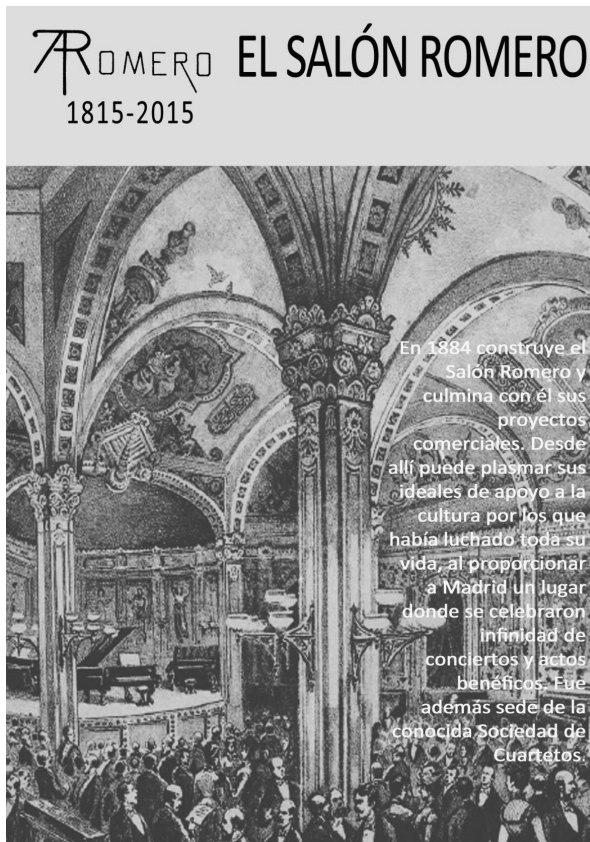 AROMERO EL SALÓN ROMERO
1815-2015
En 1884 construye el
Salón Romero y
culmina con él sus
proyectos
comerciales. Desde
allí puede plasmar sus
ideales de apoyo a la
cultura por los que
había luchado toda su
vida, al proporcionar
a Madrid un lugar
donde se celebraron
infinidad de
conciertos y actos
benéficos. Fue
además sede de la
conocida Sociedad de
Cuartetos.